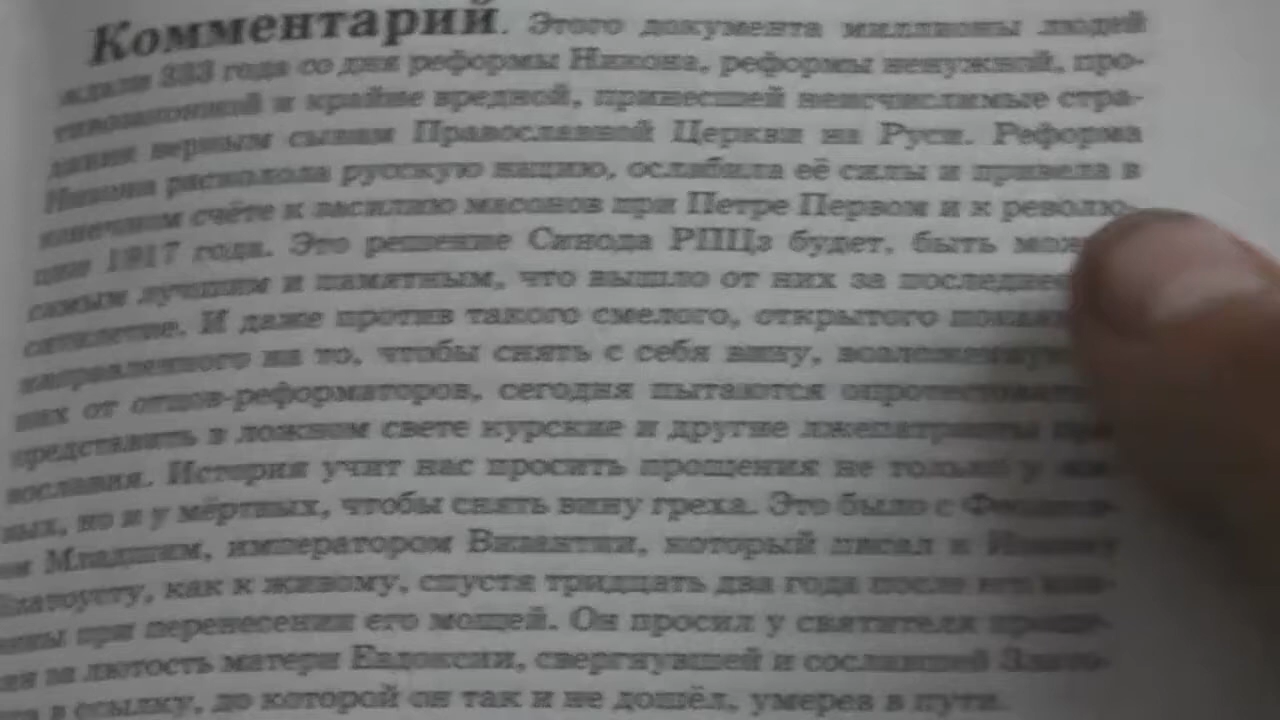 Комментарий. Этого документа миллионы людей
ждали 333 года со дня реформы Никона, реформы ненужной, про-
тивозаконной и крайне вредной, принесшей неисчислимые стра-
дания верным сынам Православной Церкви на Руси. Реформа
Никона расколола русскую нацию, ослабила её силы и привела в
конечном счёте к засилию масонов при Петре Первом и к револю-
ции 1917 года. Это решение Синода РПЦз будет, быть
самым лучшим и памятным, что вышло от них за
И даже против такого смелого, открытого
направленного на то, чтобы снять с себя вину,
них от отцов-реформаторов, сегодня пытаются
представить в ложном свете курские и другие лжепатриоты
вославия. История учит нас просить прощения не только у
вых, но и у мёртвых, чтобы снять вину греха. Это было с
Младшим, императором Византии, который писал к Иоанну
Златоусту, как к живому, спустя тридцать два года после его
при перенесении его мощей. Он просил у святителя
за лютость матери Евдоксии, свергнувшей и сославшей Злато-
в ссылку, до которой он так и не дошёл, умерев в пути.